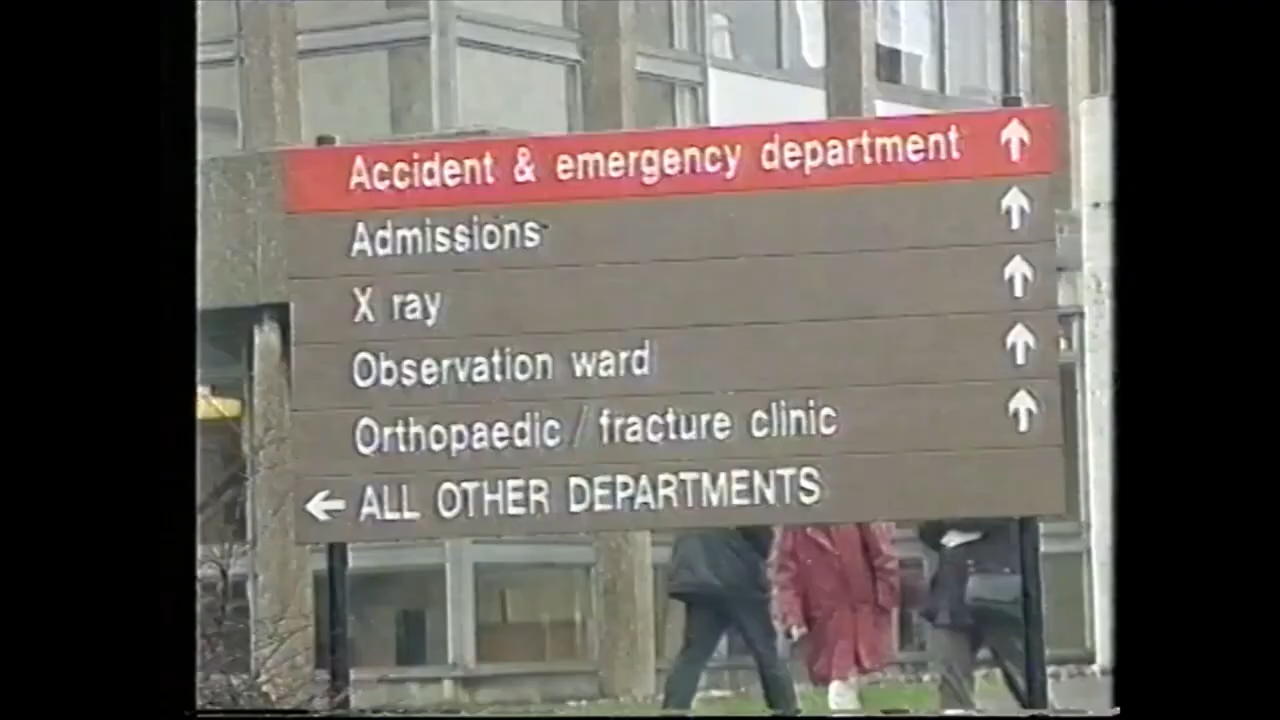 Accident & emergency department ↑
Admissions ↑
X ray ↑
Observation ward ↑
Orthopaedic / fracture clinic ↑
← ALL OTHER DEPARTMENTS